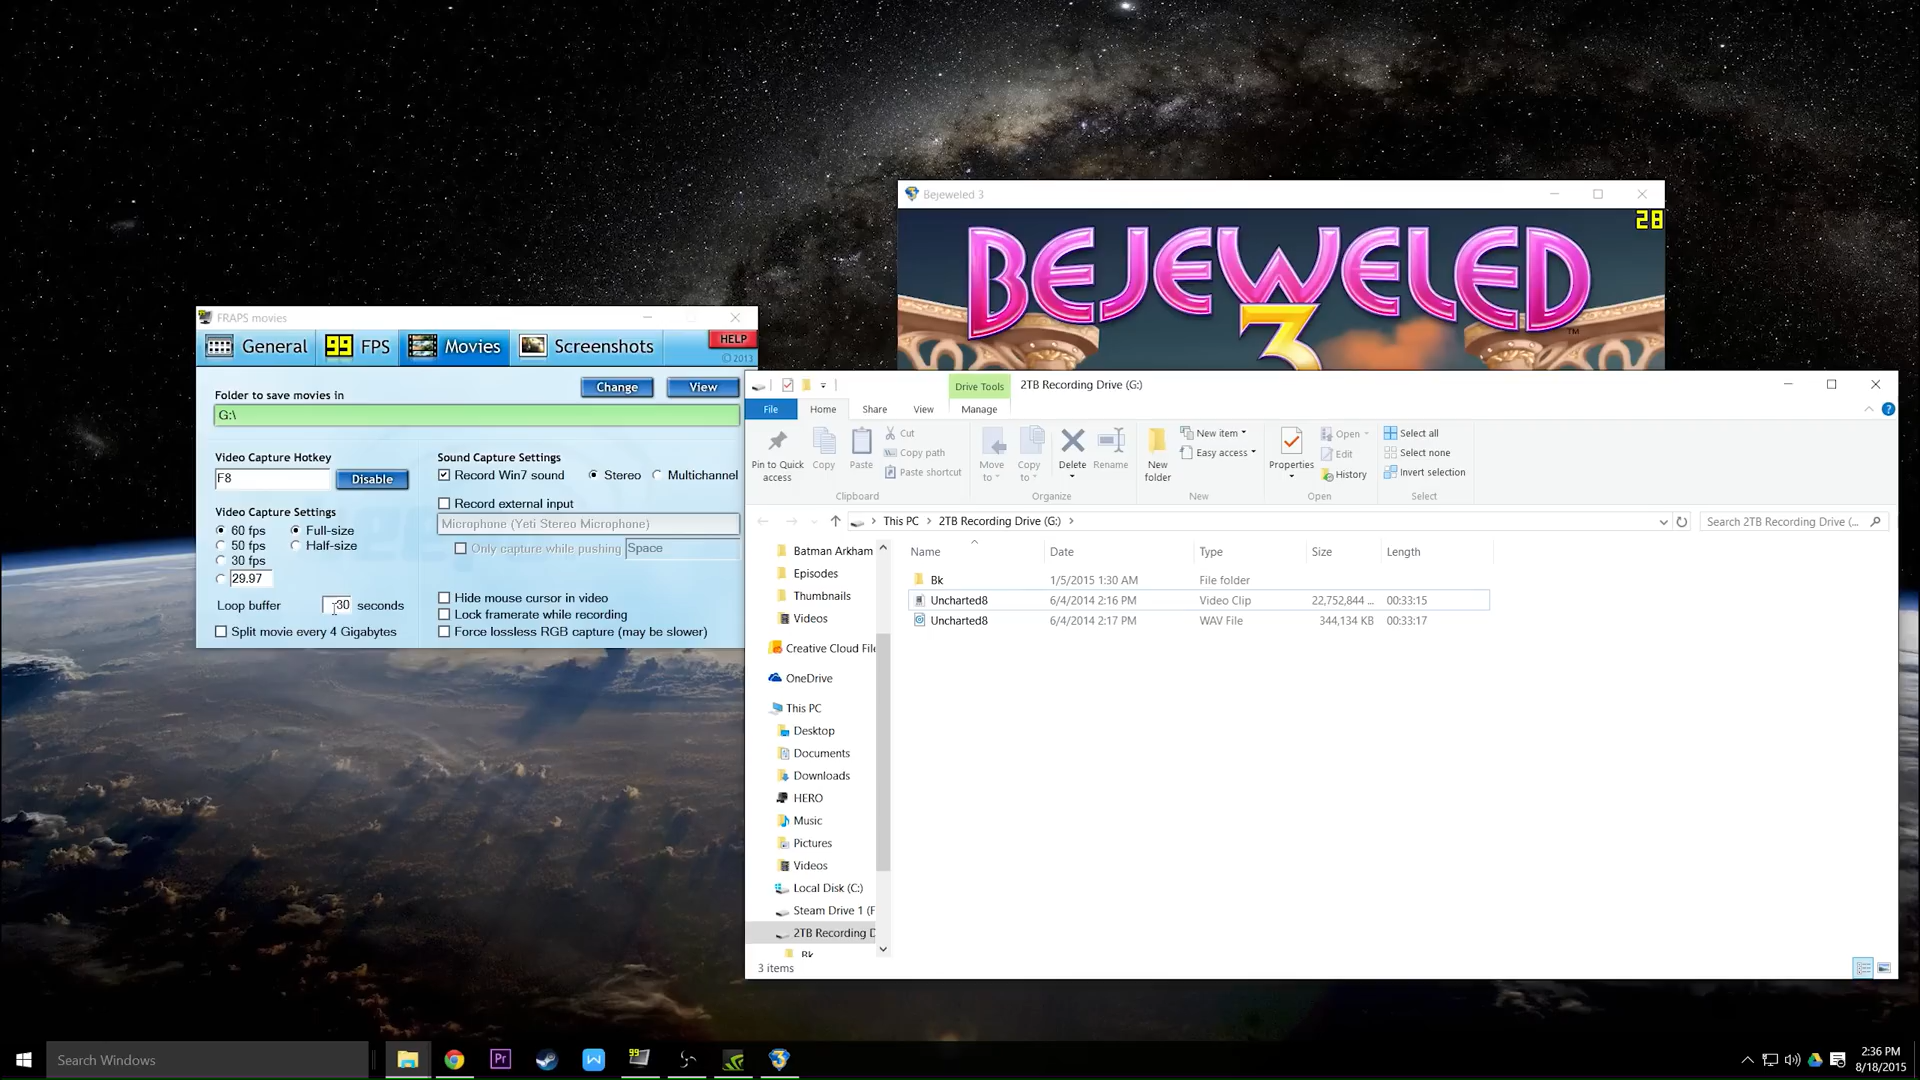 Bejeweled 3
28
BEJEWELED
3
TM
FRAPS movies
General
99 FPS
Movies
Screenshots
HELP
© 2013
Folder to save movies in
Change
View
G:\
Video Capture Hotkey
F8
Disable
Video Capture Settings
60 fps
Full-size
50 fps
Half-size
30 fps
29.97
Loop buffer
30 seconds
Split movie every 4 Gigabytes
Sound Capture Settings
Record Win7 sound
Stereo
Multichannel
Record external input
Microphone (Yeti Stereo Microphone)
Only capture while pushing
Space
Hide mouse cursor in video
Lock framerate while recording
Force lossless RGB capture (may be slower)
Drive Tools
2TB Recording Drive (G:)
File
Home
Share
View
Manage
Pin to Quick
access
Copy
Paste
Cut
Copy path
Paste shortcut
Clipboard
Move
to
Copy
to
Delete
Rename
Organize
New
folder
New item
Easy access
New
Properties
Open
Edit
History
Open
Select all
Select none
Invert selection
Select
This PC
2TB Recording Drive (G:)
Search 2TB Recording Drive (...
Name
Date
Type
Size
Length
Bk
1/5/2015 1:30 AM
File folder
Uncharted8
6/4/2014 2:16 PM
Video Clip
22,752,844 ...
00:33:15
Uncharted8
6/4/2014 2:17 PM
WAV File
344,134 KB
00:33:17
Batman Arkham
Episodes
Thumbnails
Videos
Creative Cloud File
OneDrive
This PC
Desktop
Documents
Downloads
HERO
Music
Pictures
Videos
Local Disk (C:)
Steam Drive 1 (F
2TB Recording D
Bk
3 items
Search Windows
Pr
99
2:36 PM
8/18/2015